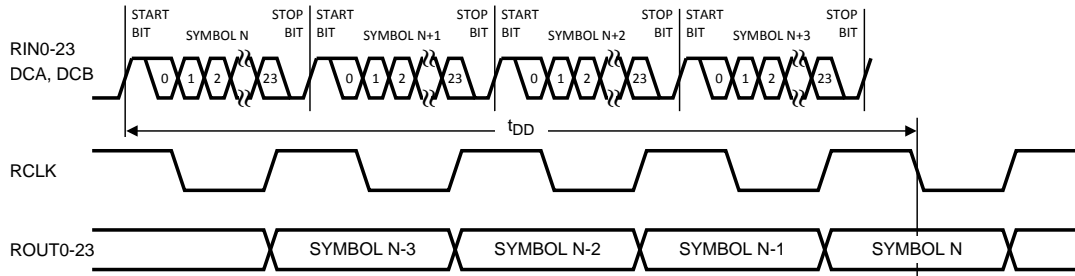 START STOP START STOP START STOP START STOP
BIT SYMBOL N BIT BIT SYMBOL N+1 BIT BIT SYMBOL N+2 BIT BIT SYMBOL N+3 BIT
RIN0-23
DCA, DCB
0 1 2 23 0 1 2 23 0 1 2 23 0 1 2 23
tDD
RCLK
ROUT0-23 SYMBOL N-3 SYMBOL N-2 SYMBOL N-1 SYMBOL N